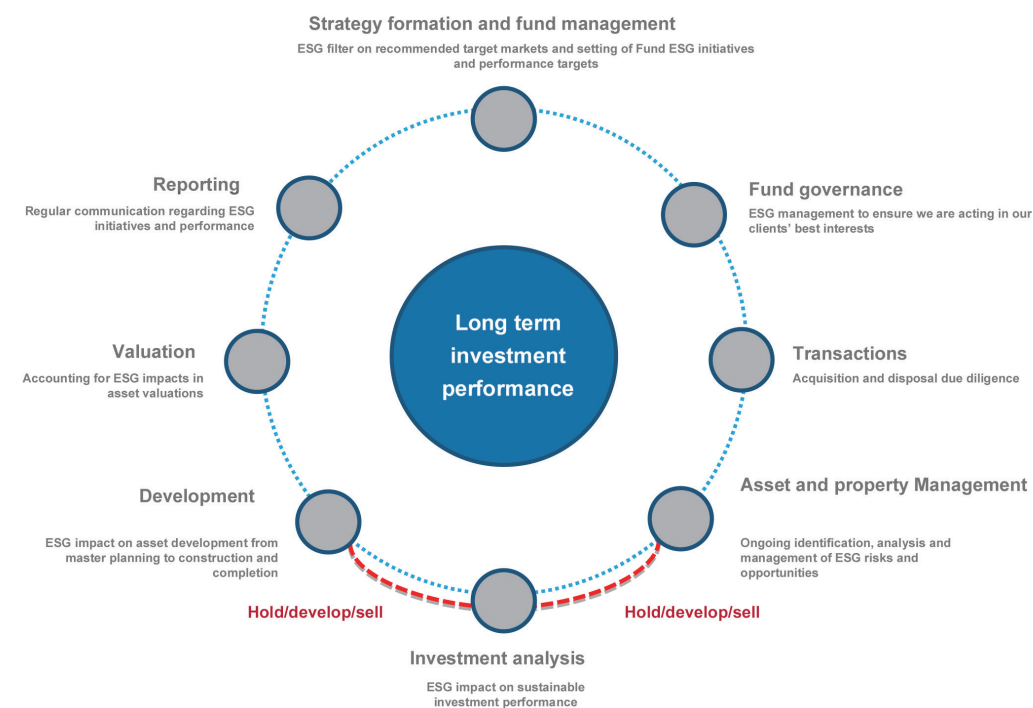 Strategy formation and fund management
ESG filter on recommended target markets and setting of Fund ESG initiatives
and performance targets
Reporting
Regular communication regarding ESG
initiatives and performance
Fund governance
ESG management to ensure we are acting in our
clients’ best interests
Long term
investment
performance
Valuation
Accounting for ESG impacts in
asset valuations
Transactions
Acquisition and disposal due diligence
Development
ESG impact on asset development from
master planning to construction and
completion
Asset and property Management
Ongoing identification, analysis and
management of ESG risks and
opportunities
Hold/develop/sell
Hold/develop/sell
Investment analysis
ESG impact on sustainable
investment performance